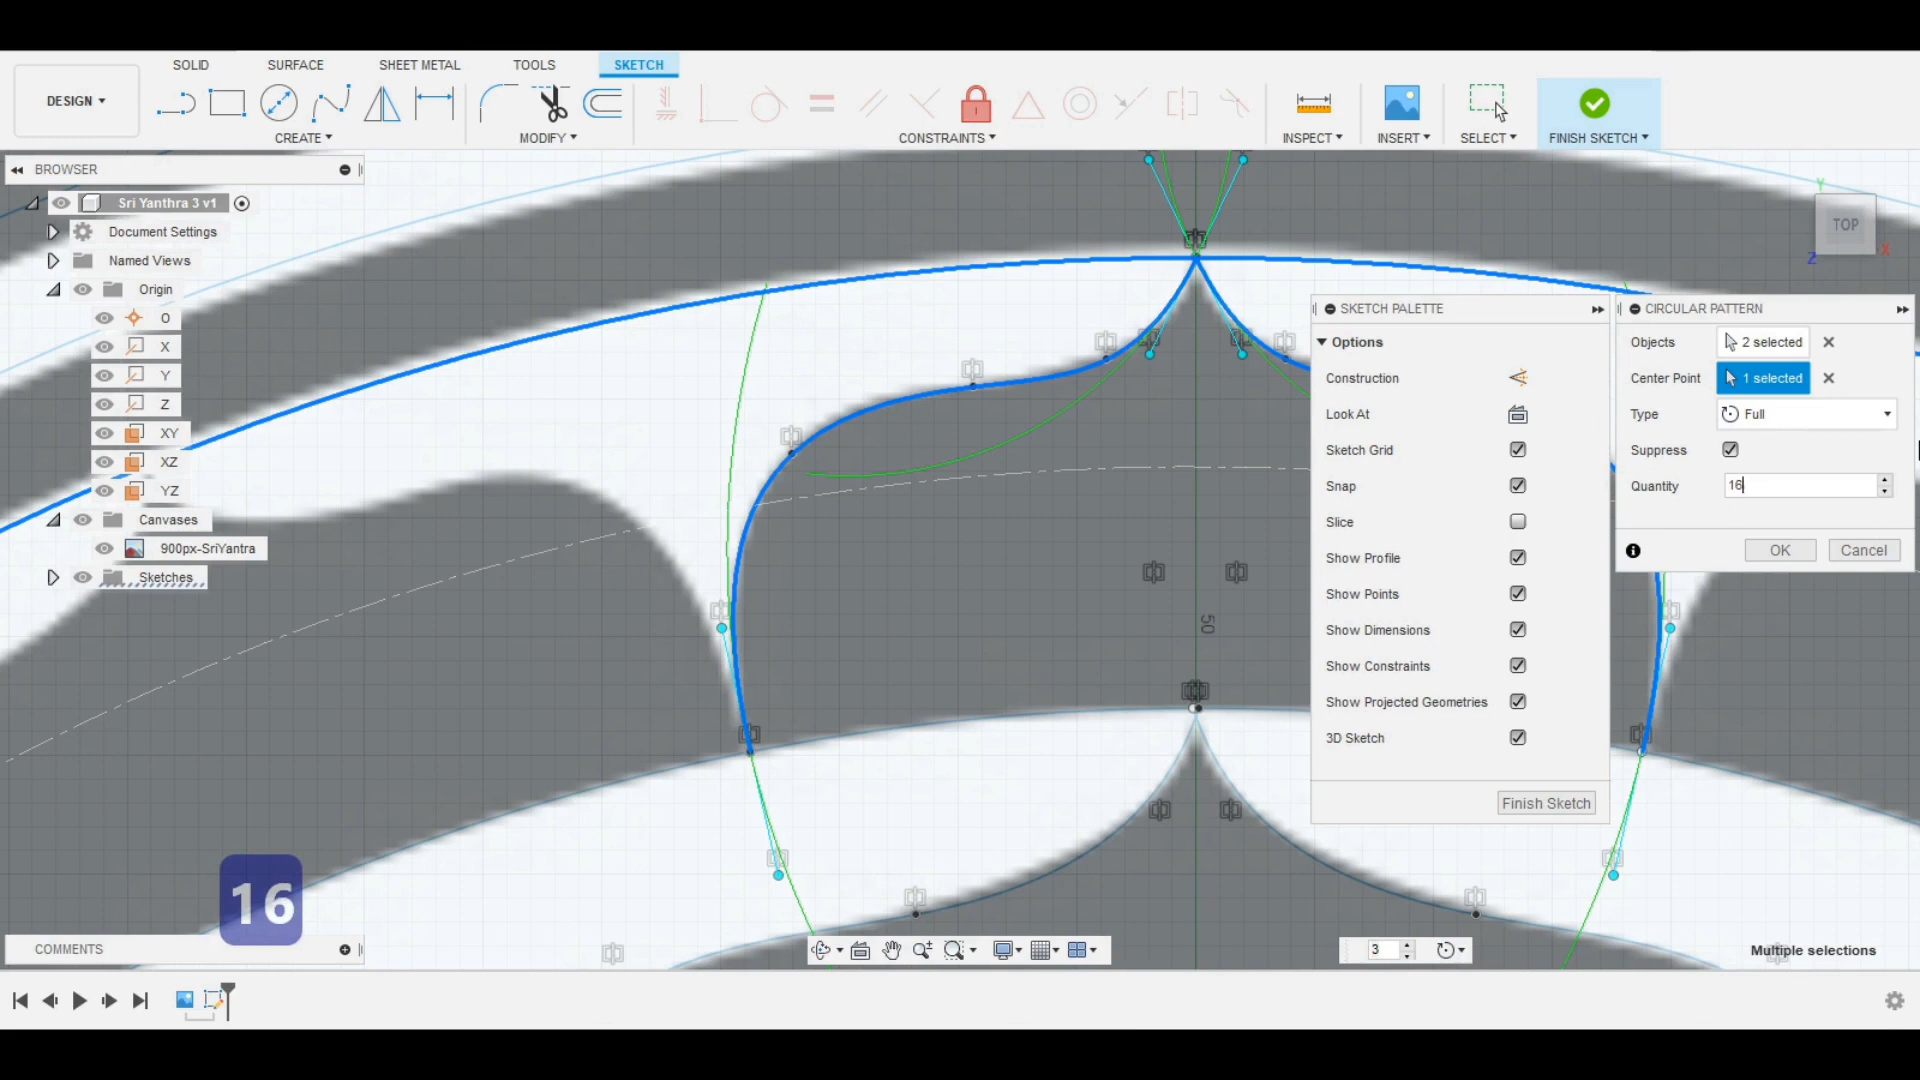 SOLID
SURFACE
SHEET METAL
TOOLS
SKETCH
DESIGN
CREATE
MODIFY
CONSTRAINTS
INSPECT
INSERT
SELECT
FINISH SKETCH
BROWSER
Sri Yanthra 3 v1
Document Settings
Named Views
Origin
O
X
Y
Z
XY
XZ
YZ
Canvases
900px-SriYantra
Sketches
Y
TOP
X
Z
SKETCH PALETTE
Options
Construction
Look At
Sketch Grid
Snap
Slice
Show Profile
Show Points
Show Dimensions
Show Constraints
Show Projected Geometries
3D Sketch
Finish Sketch
CIRCULAR PATTERN
Objects 2 selected
Center Point 1 selected
Type Full
Suppress
Quantity 16
OK Cancel
50
16
COMMENTS
3
Multiple selections